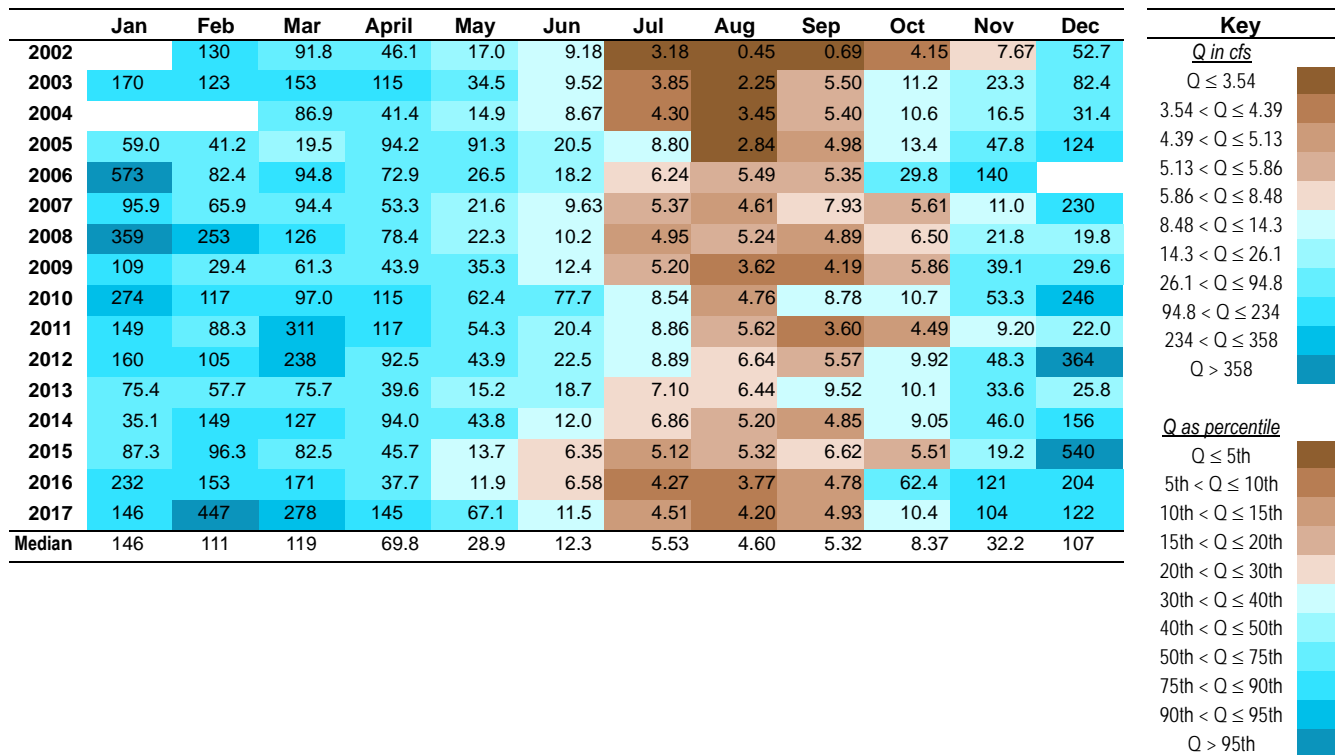 Jan Feb Mar April May Jun Jul Aug Sep Oct Nov Dec
2002 130 91.8 46.1 17.0 9.18 3.18 0.45 0.69 4.15 7.67 52.7
2003 170 123 153 115 34.5 9.52 3.85 2.25 5.50 11.2 23.3 82.4
2004 86.9 41.4 14.9 8.67 4.30 3.45 5.40 10.6 16.5 31.4
2005 59.0 41.2 19.5 94.2 91.3 20.5 8.80 2.84 4.98 13.4 47.8 124
2006 573 82.4 94.8 72.9 26.5 18.2 6.24 5.49 5.35 29.8 140
2007 95.9 65.9 94.4 53.3 21.6 9.63 5.37 4.61 7.93 5.61 11.0 230
2008 359 253 126 78.4 22.3 10.2 4.95 5.24 4.89 6.50 21.8 19.8
2009 109 29.4 61.3 43.9 35.3 12.4 5.20 3.62 4.19 5.86 39.1 29.6
2010 274 117 97.0 115 62.4 77.7 8.54 4.76 8.78 10.7 53.3 246
2011 149 88.3 311 117 54.3 20.4 8.86 5.62 3.60 4.49 9.20 22.0
2012 160 105 238 92.5 43.9 22.5 8.89 6.64 5.57 9.92 48.3 364
2013 75.4 57.7 75.7 39.6 15.2 18.7 7.10 6.44 9.52 10.1 33.6 25.8
2014 35.1 149 127 94.0 43.8 12.0 6.86 5.20 4.85 9.05 46.0 156
2015 87.3 96.3 82.5 45.7 13.7 6.35 5.12 5.32 6.62 5.51 19.2 540
2016 232 153 171 37.7 11.9 6.58 4.27 3.77 4.78 62.4 121 204
2017 146 447 278 145 67.1 11.5 4.51 4.20 4.93 10.4 104 122
Median 146 111 119 69.8 28.9 12.3 5.53 4.60 5.32 8.37 32.2 107
Key
Q in cfs
Q ≤ 3.54
3.54 < Q ≤ 4.39
4.39 < Q ≤ 5.13
5.13 < Q ≤ 5.86
5.86 < Q ≤ 8.48
8.48 < Q ≤ 14.3
14.3 < Q ≤ 26.1
26.1 < Q ≤ 94.8
94.8 < Q ≤ 234
234 < Q ≤ 358
Q > 358
Q as percentile
Q ≤ 5th
5th < Q ≤ 10th
10th < Q ≤ 15th
15th < Q ≤ 20th
20th < Q ≤ 30th
30th < Q ≤ 40th
40th < Q ≤ 50th
50th < Q ≤ 75th
75th < Q ≤ 90th
90th < Q ≤ 95th
Q > 95th